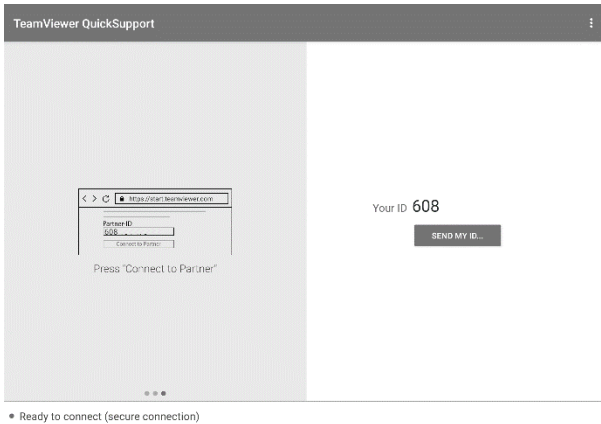 TeamViewer QuickSupport
https://start.teamviewer.com
Partner-ID
608
Connect to Partner
Press "Connect to Partner"
Your ID 608
SEND MY ID...
Ready to connect (secure connection)